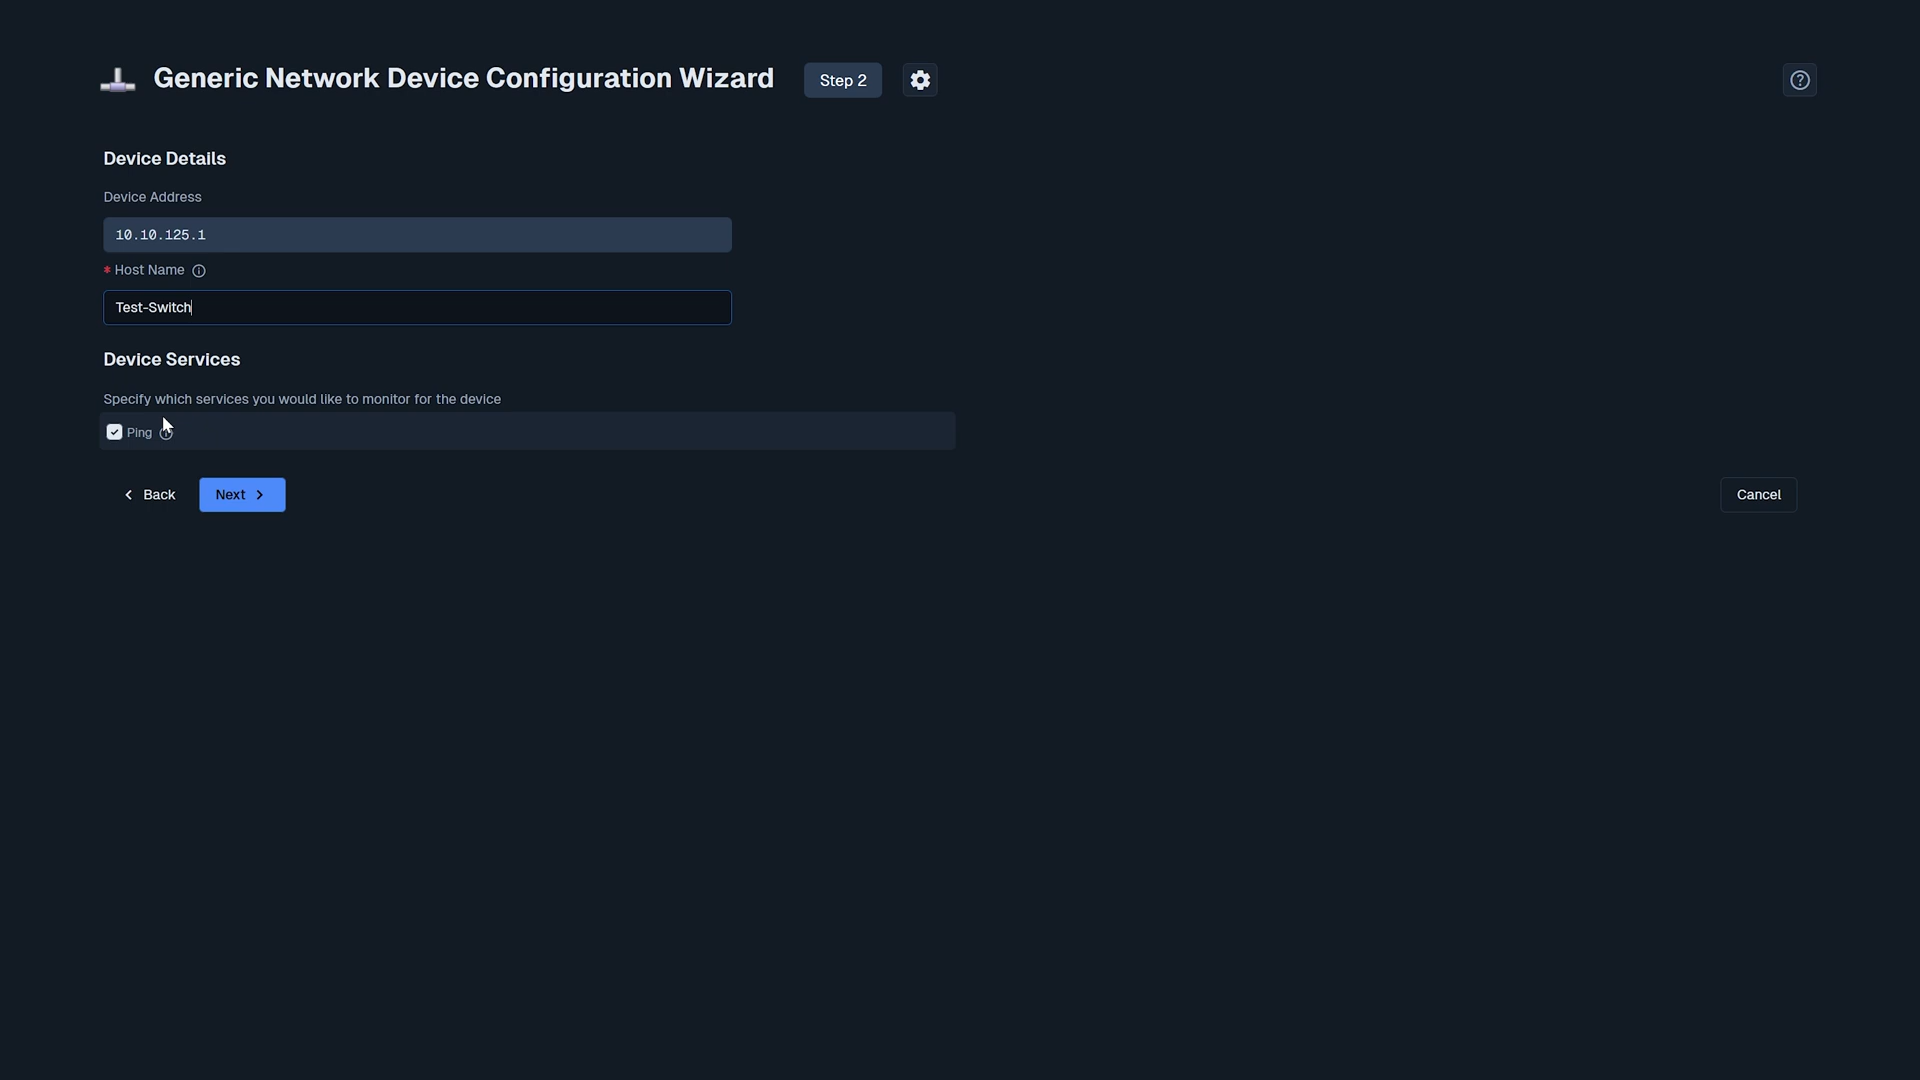 Generic Network Device Configuration Wizard
Step 2
Device Details
Device Address
10.10.125.1
* Host Name
Test-Switch
Device Services
Specify which services you would like to monitor for the device
Ping
Back
Next
Cancel